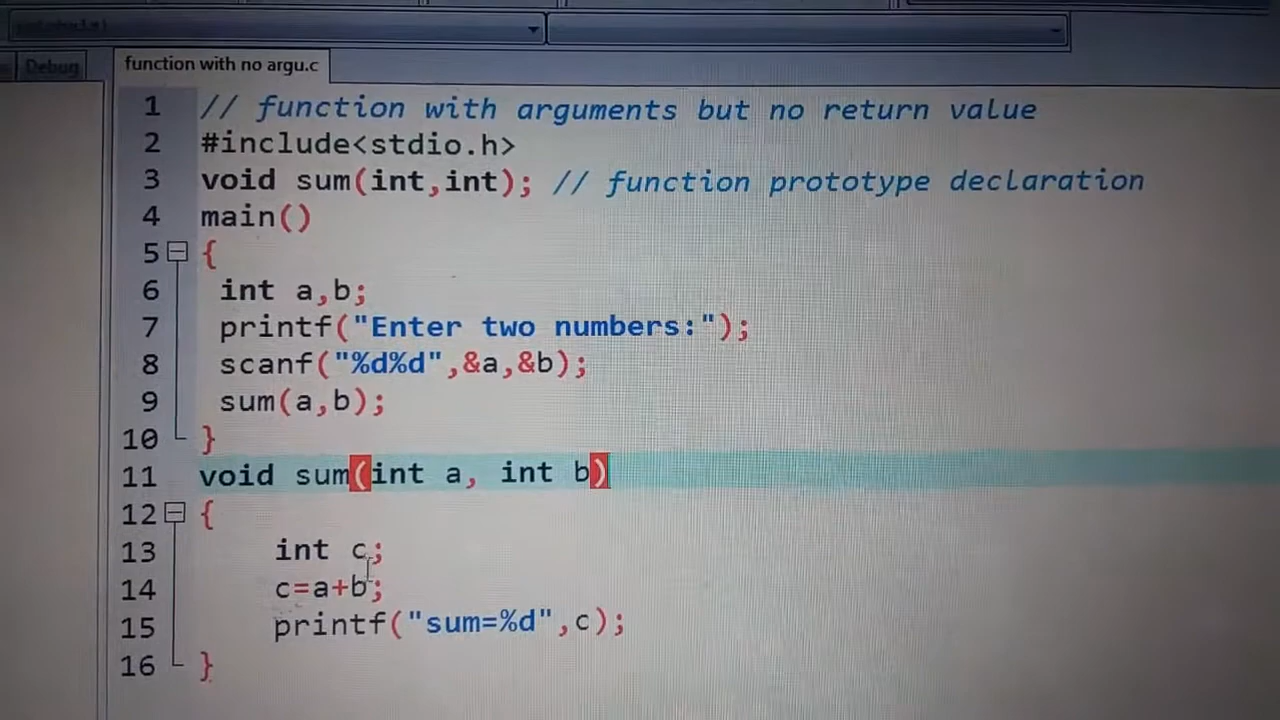 Debug
function with no argu.c
1 // function with arguments but no return value
2 #include<stdio.h>
3 void sum(int,int); // function prototype declaration
4 main()
5 {
6 int a,b;
7 printf("Enter two numbers:");
8 scanf("%d%d",&a,&b);
9 sum(a,b);
10 }
11 void sum(int a, int b)
12 {
13 int c;
14 c=a+b;
15 printf("sum=%d",c);
16 }